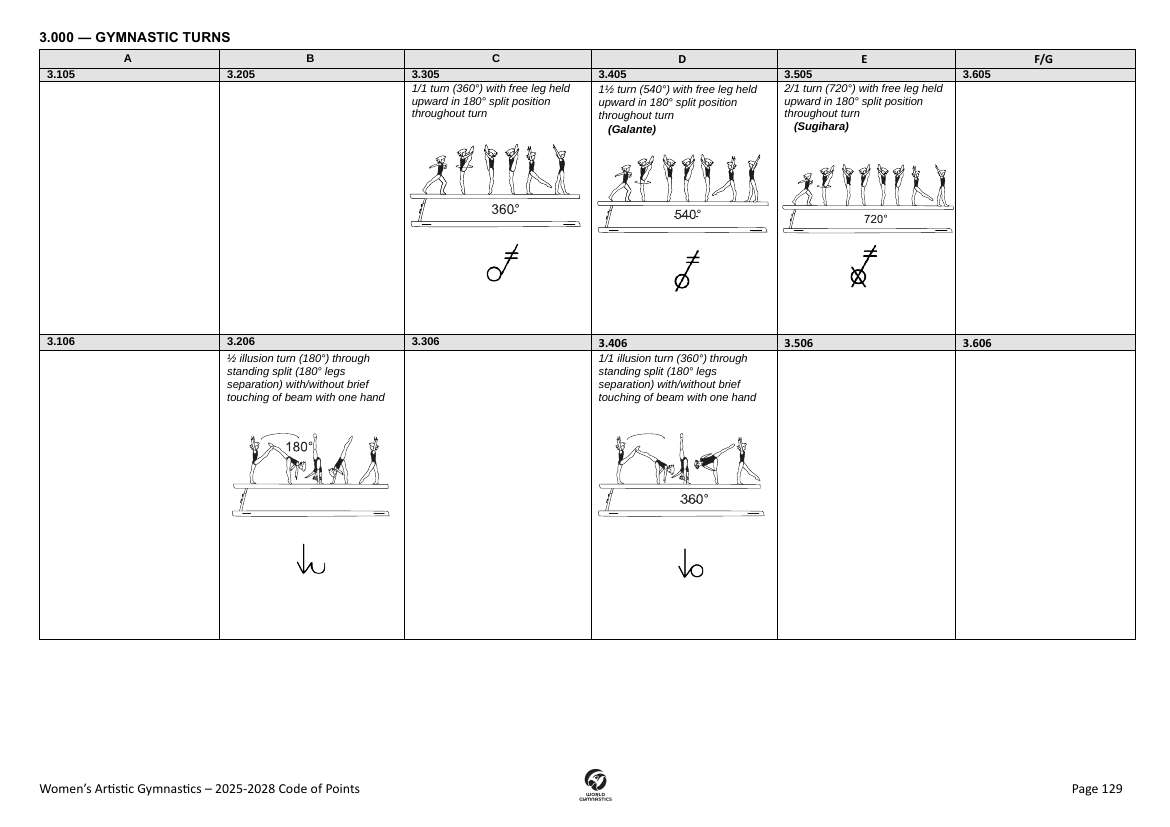 3.000 — GYMNASTIC TURNS
A B C D E F/G
3.105 3.205 3.305 3.405 3.505 3.605
1/1 turn (360°) with free leg held
upward in 180° split position
throughout turn
360°
1½ turn (540°) with free leg held
upward in 180° split position
throughout turn
(Galante)
540°
2/1 turn (720°) with free leg held
upward in 180° split position
throughout turn
(Sugihara)
720°
3.106 3.206 3.306 3.406 3.506 3.606
½ illusion turn (180°) through
standing split (180° legs
separation) with/without brief
touching of beam with one hand
180°
1/1 illusion turn (360°) through
standing split (180° legs
separation) with/without brief
touching of beam with one hand
360°
Women's Artistic Gymnastics – 2025-2028 Code of Points
WORLD
GYMNASTICS
Page 129